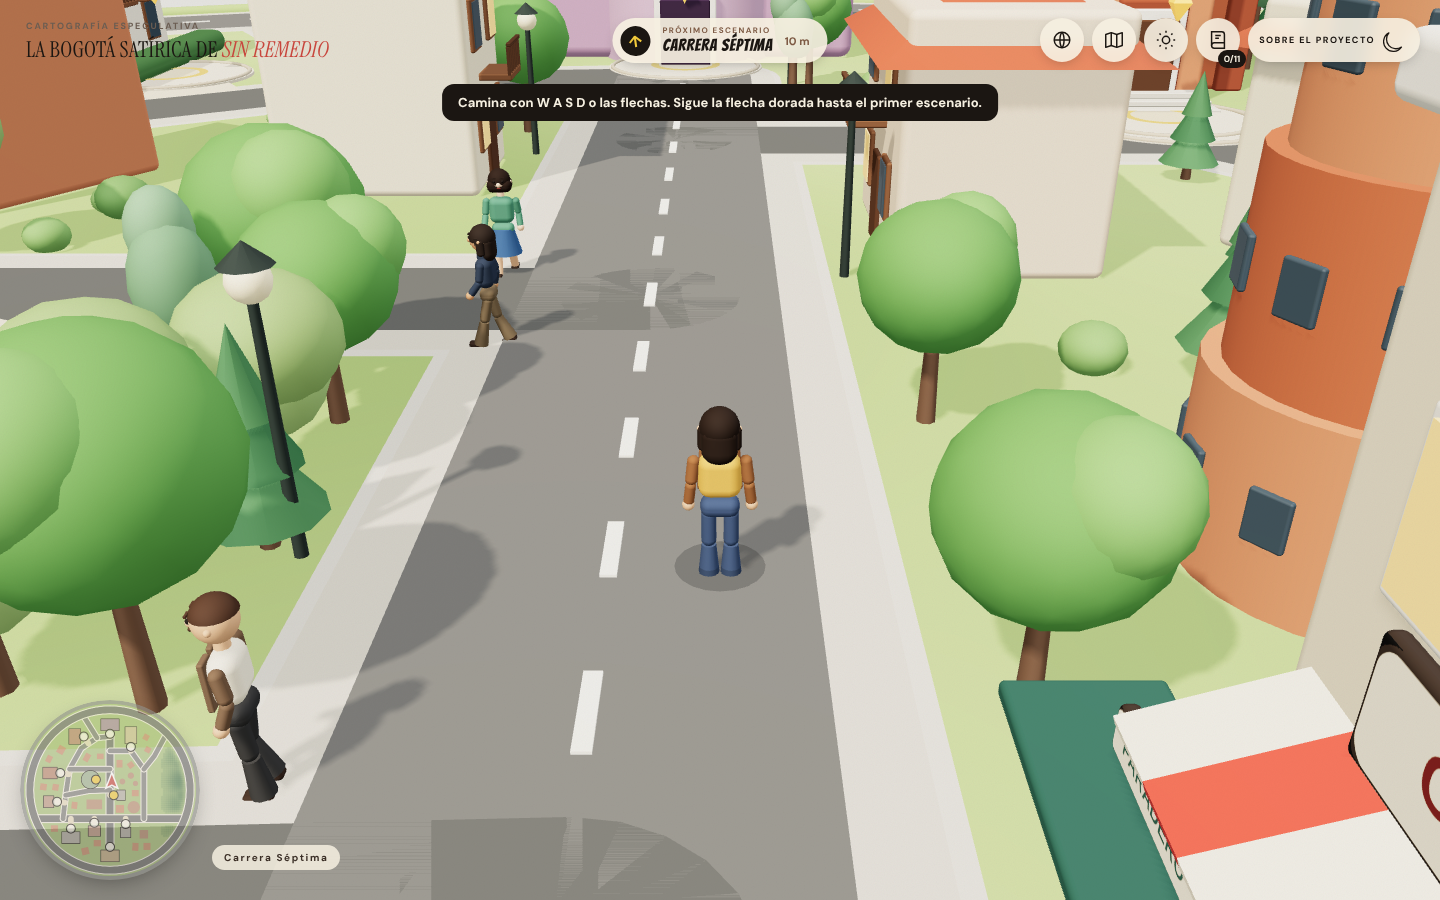 CARTOGRAFÍA ESPECULATIVA
LA BOGOTÁ SATÍRICA DE SIN REMEDIO
PRÓXIMO ESCENARIO
CARRERA SÉPTIMA
10 m
0/11
SOBRE EL PROYECTO
Camina con W A S D o las flechas. Sigue la flecha dorada hasta el primer escenario.
Carrera Séptima